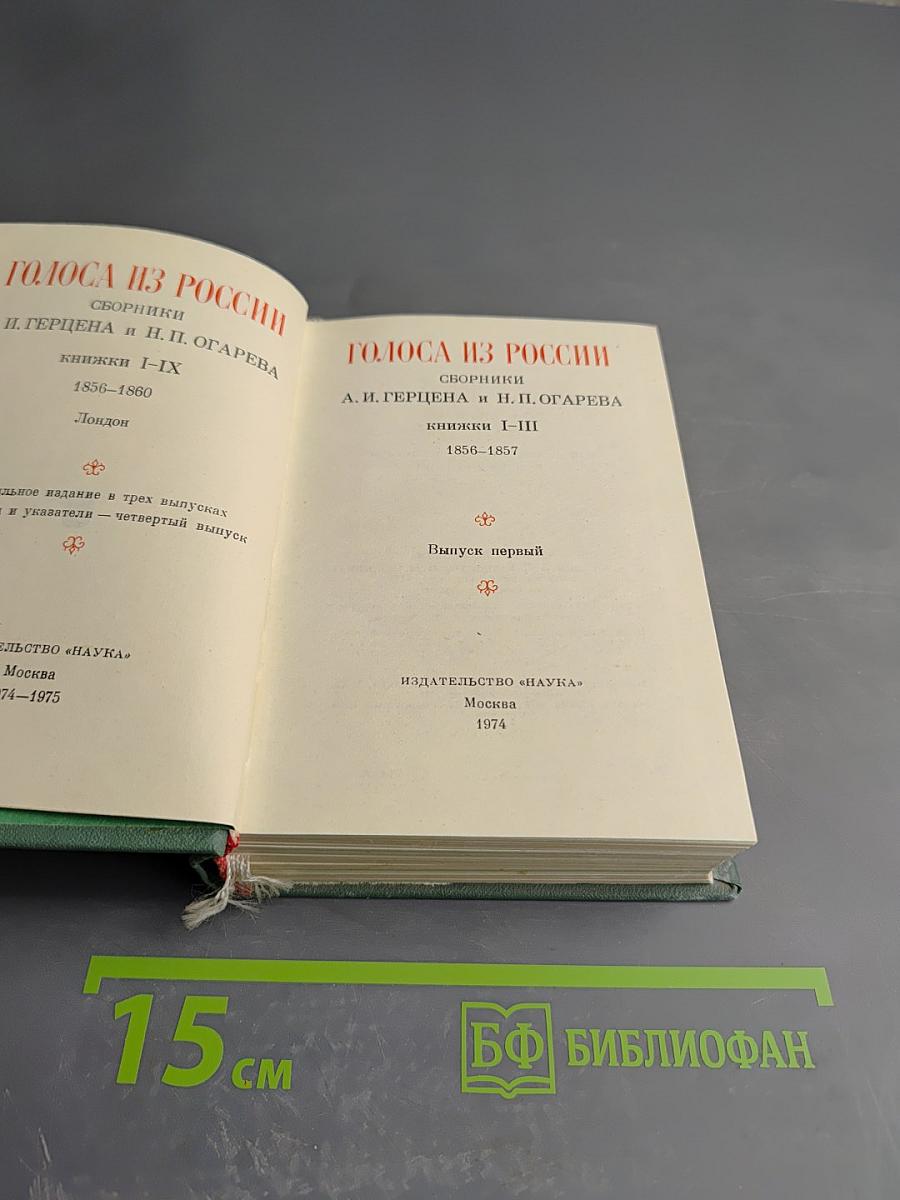 ГОЛОСА ИЗ РОССИИ
СБОРНИКИ
И. ГЕРЦЕНА и Н. П. ОГАРЕВА
книжки I–IX
1856–1860
Лондон
издание в трех выпусках
и указатели — четвертый выпуск
«НАУКА»
Москва
74—1975
ГОЛОСА ИЗ РОССИИ
СБОРНИКИ
А. И. ГЕРЦЕНА и Н. П. ОГАРЕВА
книжки I–III
1856–1857
Выпуск первый
ИЗДАТЕЛЬСТВО «НАУКА»
Москва
1974
15 см
БФ БИБЛИОФАН